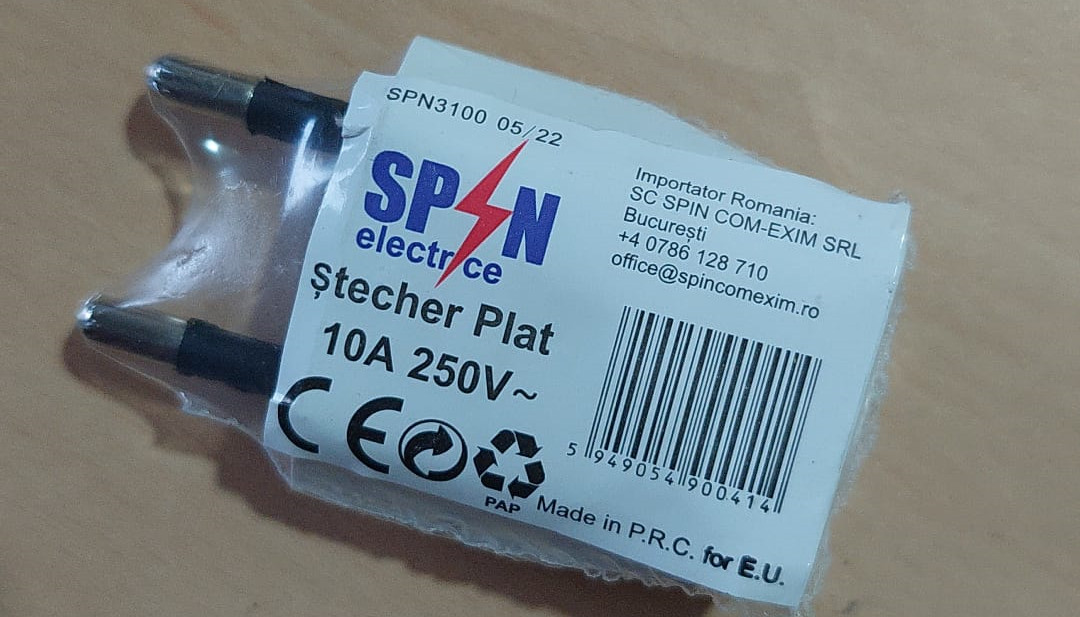 SPN3100 05/22
SPIN
electrice
Ștecher Plat
10A 250V~
CE
PAP
Importator Romania:
SC SPIN COM-EXIM SRL
București
+4 0786 128 710
office@spincomexim.ro
5 949054 900414
Made in P.R.C. for E.U.